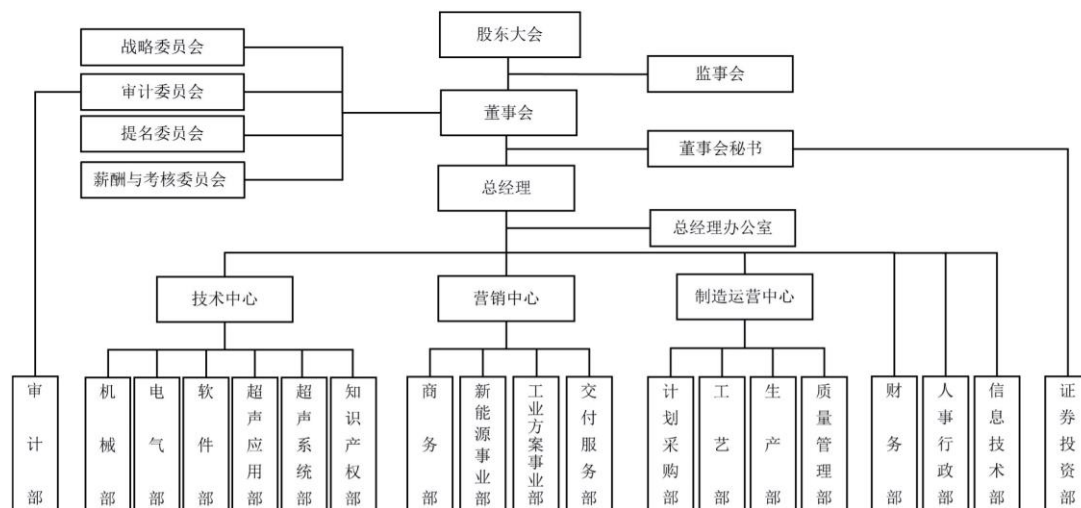 股东大会
战略委员会
监事会
审计委员会
董事会
提名委员会
董事会秘书
薪酬与考核委员会
总经理
总经理办公室
技术中心
营销中心
制造运营中心
审计部
机械部
电气部
软件部
超声应用部
超声系统部
知识产权部
商务部
新能源事业部
工业方案事业部
交付服务部
计划采购部
工艺部
生产部
质量管理部
财务部
人事行政部
信息技术部
证券投资部